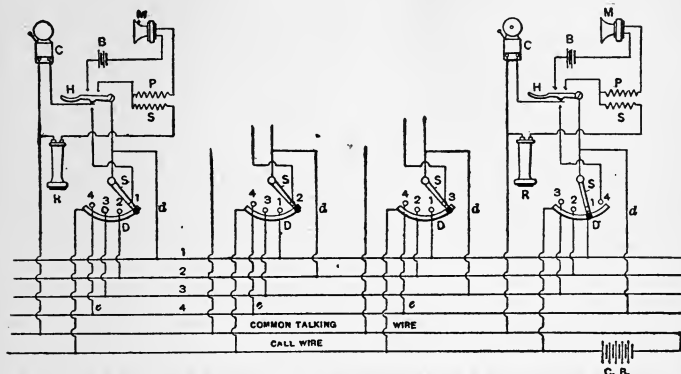 M M
C B C B
H P H P
S S
R S S S S R
4 3 2 1 d 4 3 1 2 d 4 2 1 3 d 3 2 1 4 d
D D D D
1
2
3
e 4 e e
COMMON TALKING WIRE
CALL WIRE
C. B.